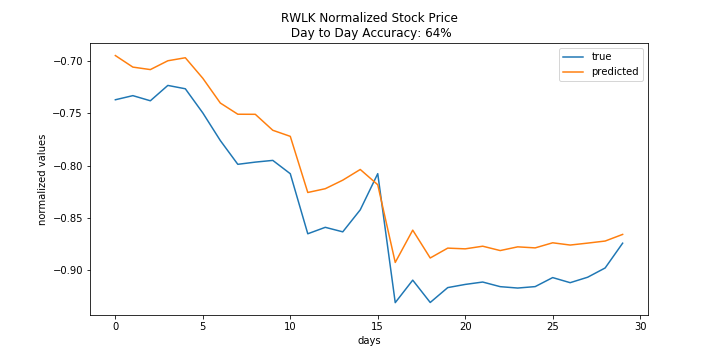 RWLK Normalized Stock Price
Day to Day Accuracy: 64%
true
predicted
normalized values
−0.70
−0.75
−0.80
−0.85
−0.90
0
5
10
15
20
25
30
days